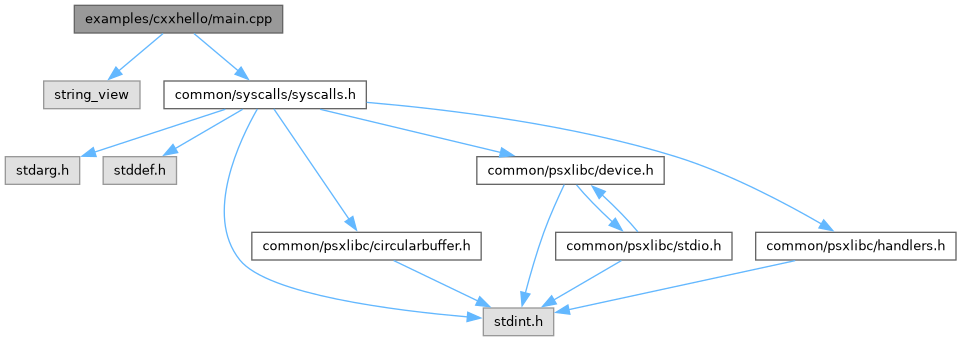 examples/cxxhello/main.cpp
string_view
common/syscalls/syscalls.h
stdarg.h
stddef.h
common/psxlibc/device.h
common/psxlibc/circularbuffer.h
common/psxlibc/stdio.h
common/psxlibc/handlers.h
stdint.h